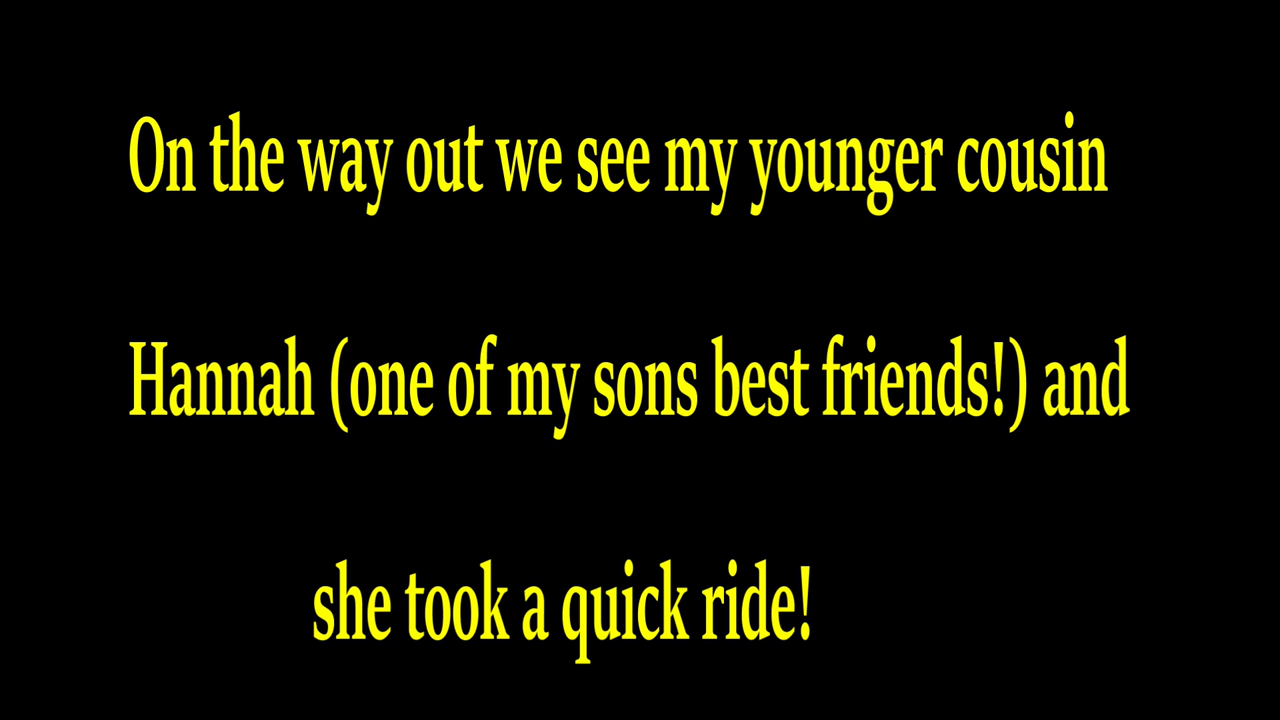 On the way out we see my younger cousin
Hannah (one of my sons best friends!) and
she took a quick ride!